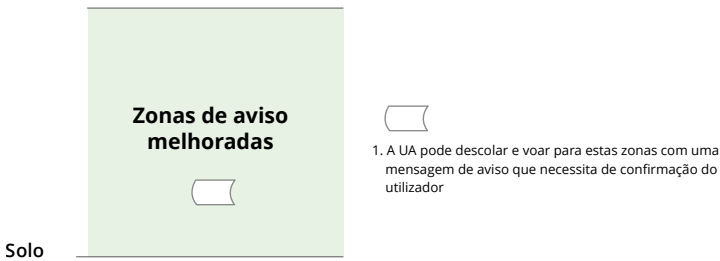 Zonas de aviso
melhoradas
1. A UA pode descolar e voar para estas zonas com uma
mensagem de aviso que necessita de confirmação do
utilizador
Solo